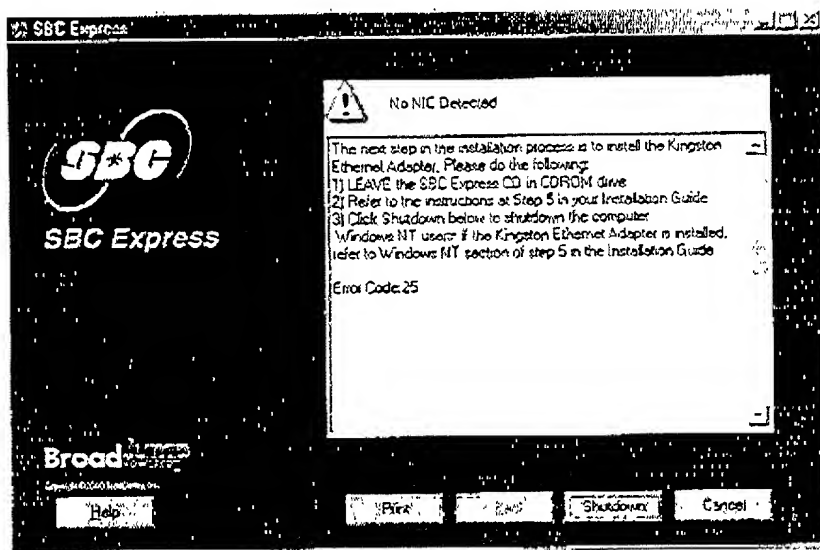 SBC Express
No NIC Detected
The next step in the installation process is to install the Kingston
Ethernet Adapter. Please do the following:
1) LEAVE the SBC Express CD in CDROM drive
2) Refer to the instructions at Step 5 in your Installation Guide
3) Click Shutdown below to shutdown the computer
Windows NT users: if the Kingston Ethernet Adapter is installed,
refer to Windows NT section of step 5 in the Installation Guide
Error Code:25
SBC
SBC Express
Broad
Help
Print
Shutdown
Cancel